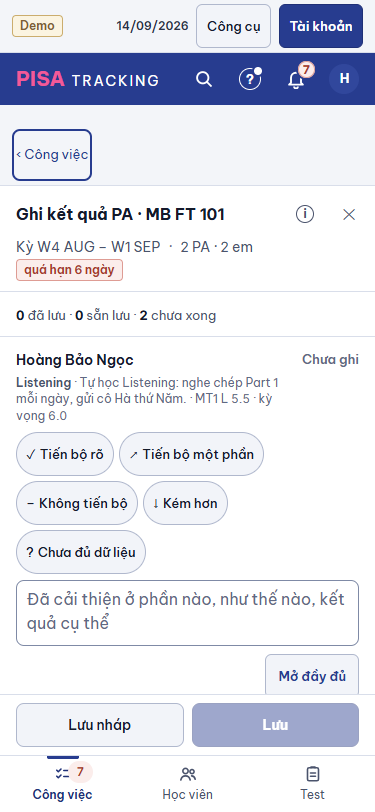 Demo 14/09/2026 Công cụ Tài khoản
PISA TRACKING ? 7 H
‹ Công việc
Ghi kết quả PA · MB FT 101 i ×
Kỳ W4 AUG – W1 SEP · 2 PA · 2 em
quá hạn 6 ngày
0 đã lưu · 0 sẵn lưu · 2 chưa xong
Hoàng Bảo Ngọc Chưa ghi
Listening · Tự học Listening: nghe chép Part 1
mỗi ngày, gửi cô Hà thứ Năm. · MT1 L 5.5 · kỳ
vọng 6.0
✓ Tiến bộ rõ ↗ Tiến bộ một phần
– Không tiến bộ ↓ Kém hơn
? Chưa đủ dữ liệu
Đã cải thiện ở phần nào, như thế nào, kết
quả cụ thể
Mở đầy đủ
Lưu nháp Lưu
7
Công việc Học viên Test